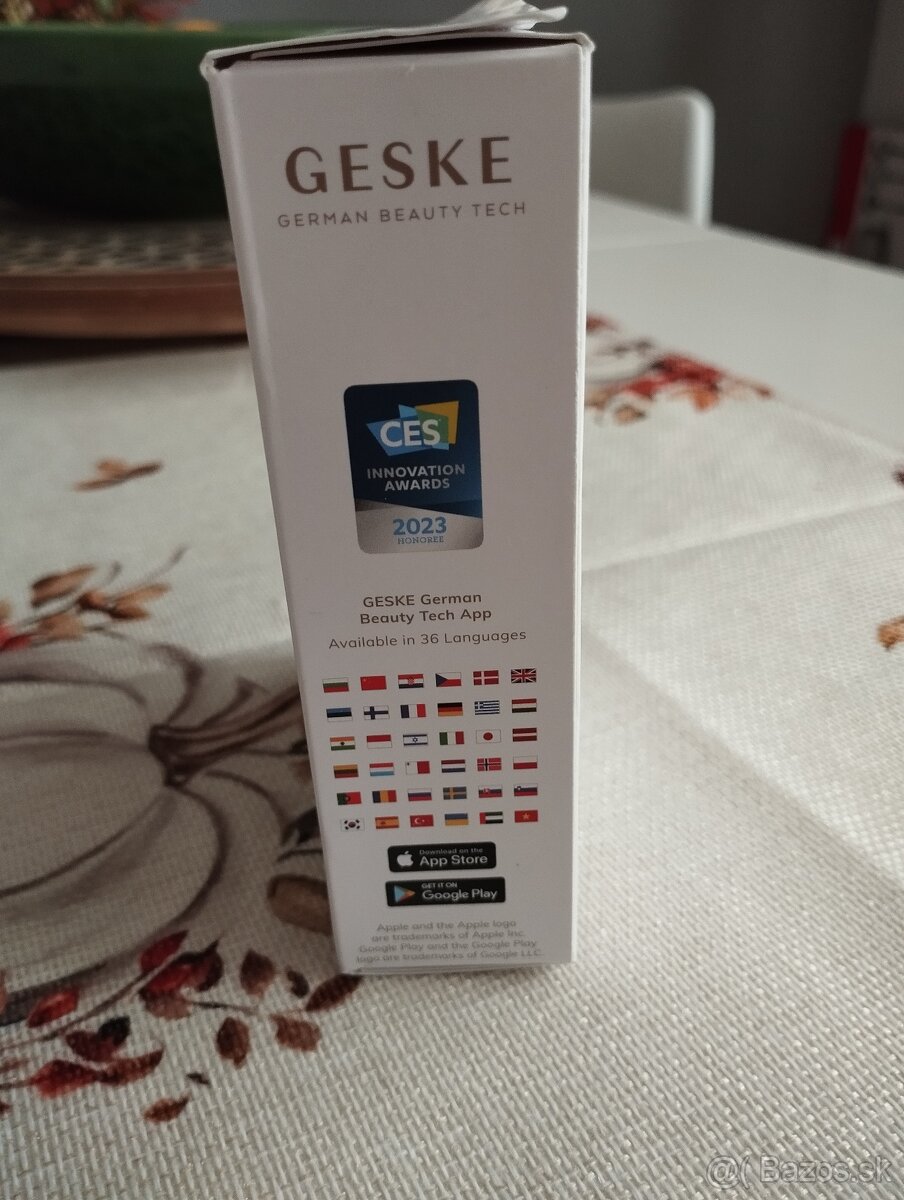 GESKE
GERMAN BEAUTY TECH
CES
INNOVATION
AWARDS
2023
HONOREE
GESKE German
Beauty Tech App
Available in 36 Languages
Download on the
App Store
GET IT ON
Google Play
Apple and the Apple logo
are trademarks of Apple Inc.
Google Play and the Google Play
logo are trademarks of Google LLC.
@( Bazos.sk